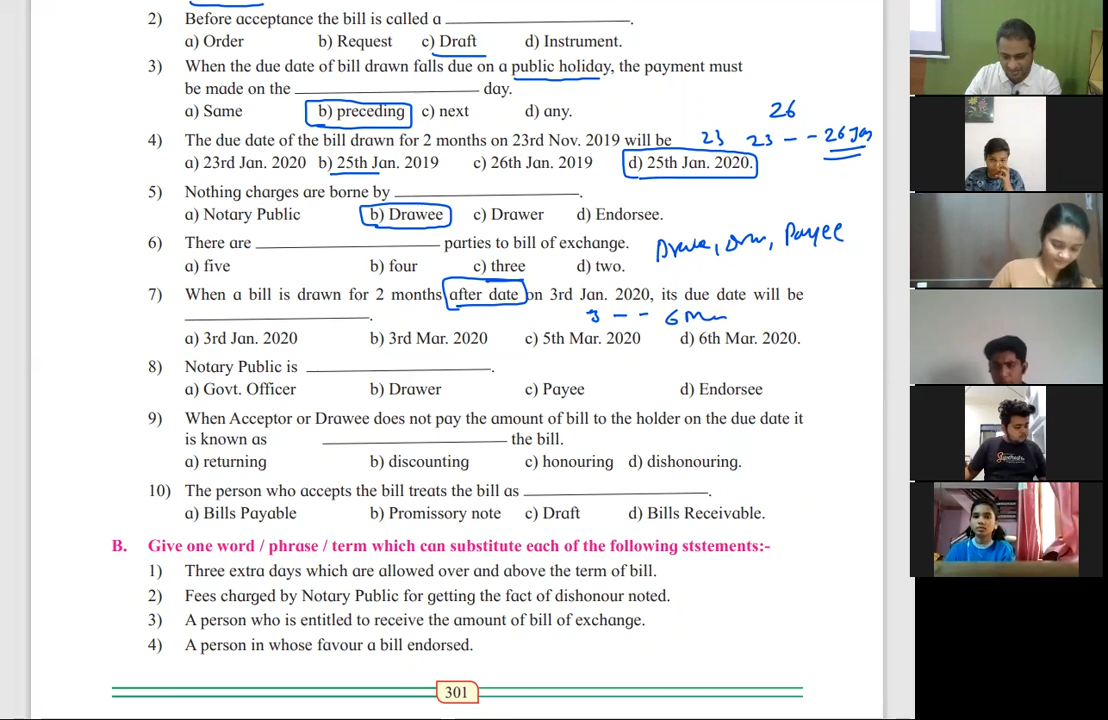 2) Before acceptance the bill is called a ____________________.
a) Order b) Request c) Draft d) Instrument.
3) When the due date of bill drawn falls due on a public holiday, the payment must
be made on the ____________________ day.
a) Same b) preceding c) next d) any.
26
4) The due date of the bill drawn for 2 months on 23rd Nov. 2019 will be 23 23 - - 26 Jan
a) 23rd Jan. 2020 b) 25th Jan. 2019 c) 26th Jan. 2019 d) 25th Jan. 2020.
5) Nothing charges are borne by ____________________.
a) Notary Public b) Drawee c) Drawer d) Endorsee.
6) There are ____________________ parties to bill of exchange. Payee
a) five b) four c) three d) two.
7) When a bill is drawn for 2 months after date on 3rd Jan. 2020, its due date will be
____________________. 3 - - 6 Mar
a) 3rd Jan. 2020 b) 3rd Mar. 2020 c) 5th Mar. 2020 d) 6th Mar. 2020.
8) Notary Public is ____________________.
a) Govt. Officer b) Drawer c) Payee d) Endorsee
9) When Acceptor or Drawee does not pay the amount of bill to the holder on the due date it
is known as ____________________ the bill.
a) returning b) discounting c) honouring d) dishonouring.
10) The person who accepts the bill treats the bill as ____________________.
a) Bills Payable b) Promissory note c) Draft d) Bills Receivable.
B. Give one word / phrase / term which can substitute each of the following ststements:-
1) Three extra days which are allowed over and above the term of bill.
2) Fees charged by Notary Public for getting the fact of dishonour noted.
3) A person who is entitled to receive the amount of bill of exchange.
4) A person in whose favour a bill endorsed.
301